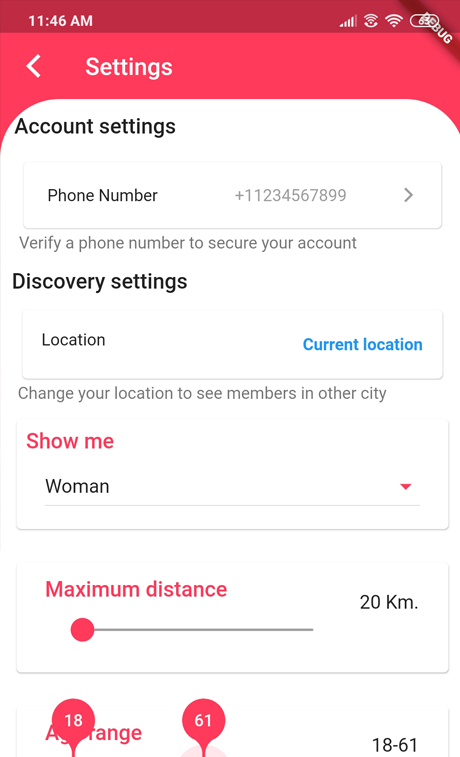 11:46 AM
DEBUG
Settings
Account settings
Phone Number +11234567899
Verify a phone number to secure your account
Discovery settings
Location Current location
Change your location to see members in other city
Show me
Woman
Maximum distance
20 Km.
18 61
Age range
18-61